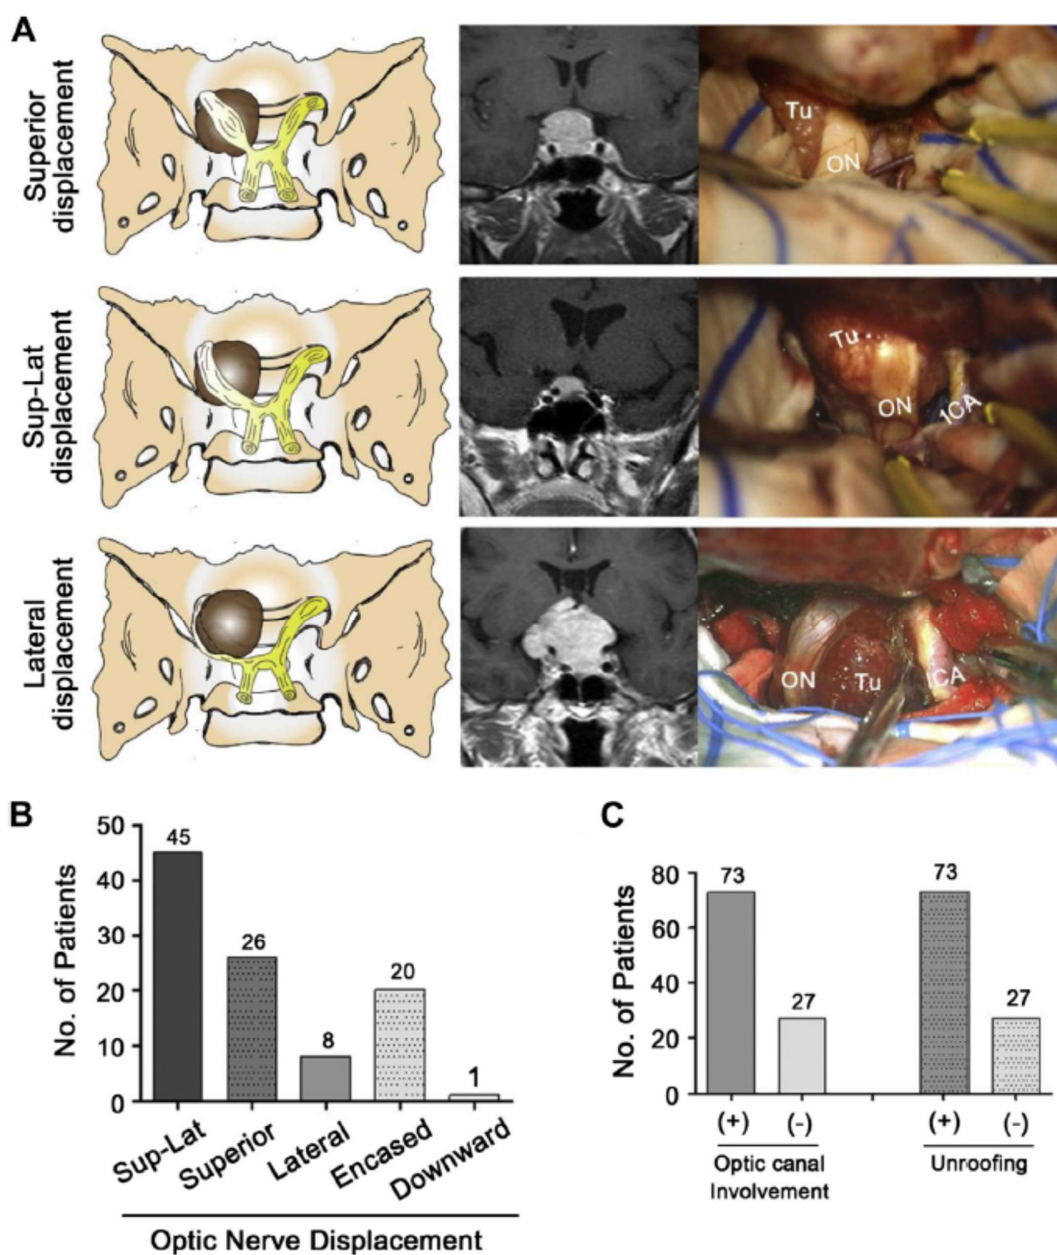 A
Superior
displacement
Tu
ON
Sup-Lat
displacement
Tu
ON
1CA
Lateral
displacement
ON
Tu
CA
B
No. of Patients
50
40
30
20
10
0
45
26
8
20
1
Sup-Lat
Superior
Lateral
Encased
Downward
Optic Nerve Displacement
C
No. of Patients
80
60
40
20
0
73
27
73
27
(+)
(-)
(+)
(-)
Optic canal
Involvement
Unroofing